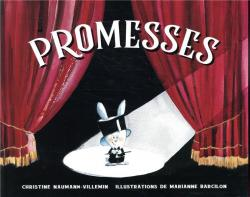 PROMESSES
CHRISTINE NAUMANN-VILLEMIN ILLUSTRATIONS DE MARIANNE BARCILON